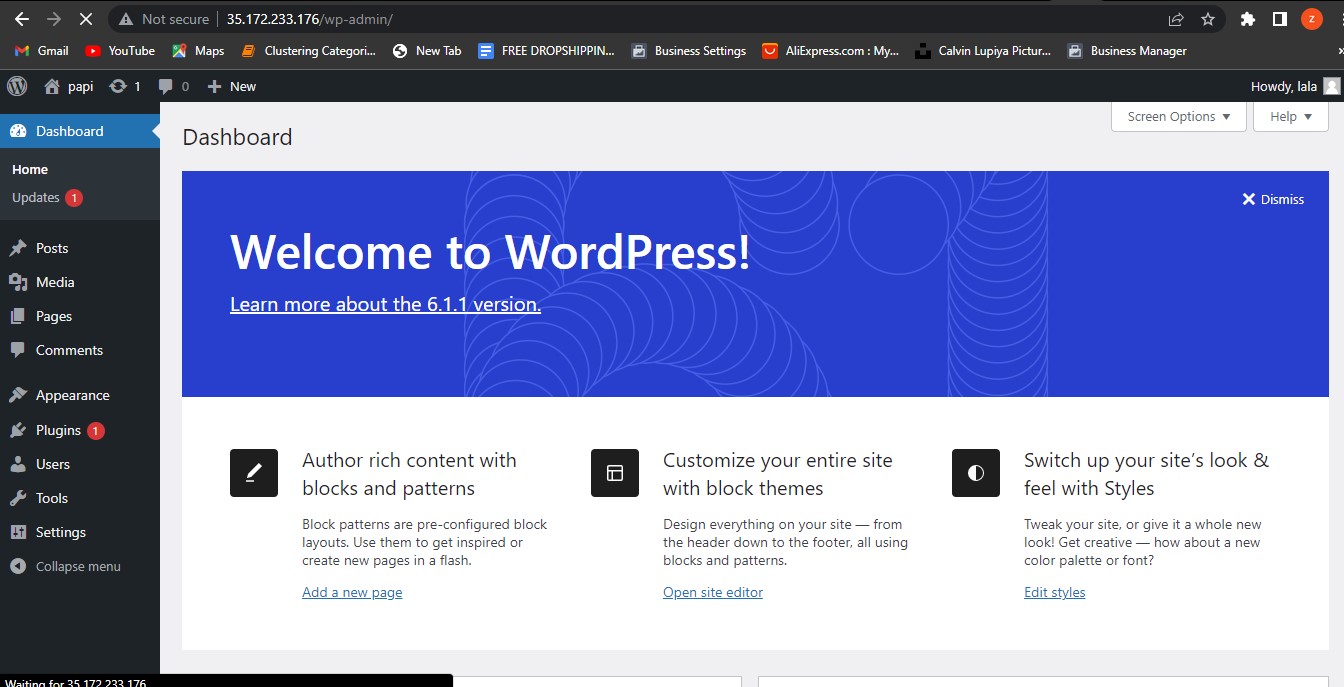 Not secure 35.172.233.176/wp-admin/
Gmail YouTube Maps Clustering Categori... New Tab FREE DROPSHIPPIN... Business Settings AliExpress.com : My... Calvin Lupiya Pictur... Business Manager »
papi 1 0 New Howdy, lala
Z
Dashboard
Home
Updates 1
Posts
Media
Pages
Comments
Appearance
Plugins 1
Users
Tools
Settings
Collapse menu
Screen Options Help
Dashboard
Dismiss
Welcome to WordPress!
Learn more about the 6.1.1 version.
Author rich content with
blocks and patterns
Block patterns are pre-configured block
layouts. Use them to get inspired or
create new pages in a flash.
Add a new page
Customize your entire site
with block themes
Design everything on your site — from
the header down to the footer, all using
blocks and patterns.
Open site editor
Switch up your site's look &
feel with Styles
Tweak your site, or give it a whole new
look! Get creative — how about a new
color palette or font?
Edit styles
Waiting for 35.172.233.176